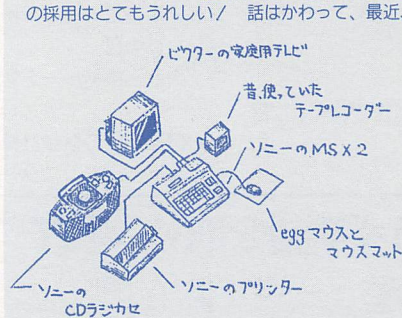 の採用はとてもうれしい! 話はかわって、最近、
ビクターの家庭用テレビ
昔、使っていた
テープレコーダー
ソニーのMSX2
eggマウスと
マウスマット
ソニーのプリンター
ソニーの
CDラジカセ